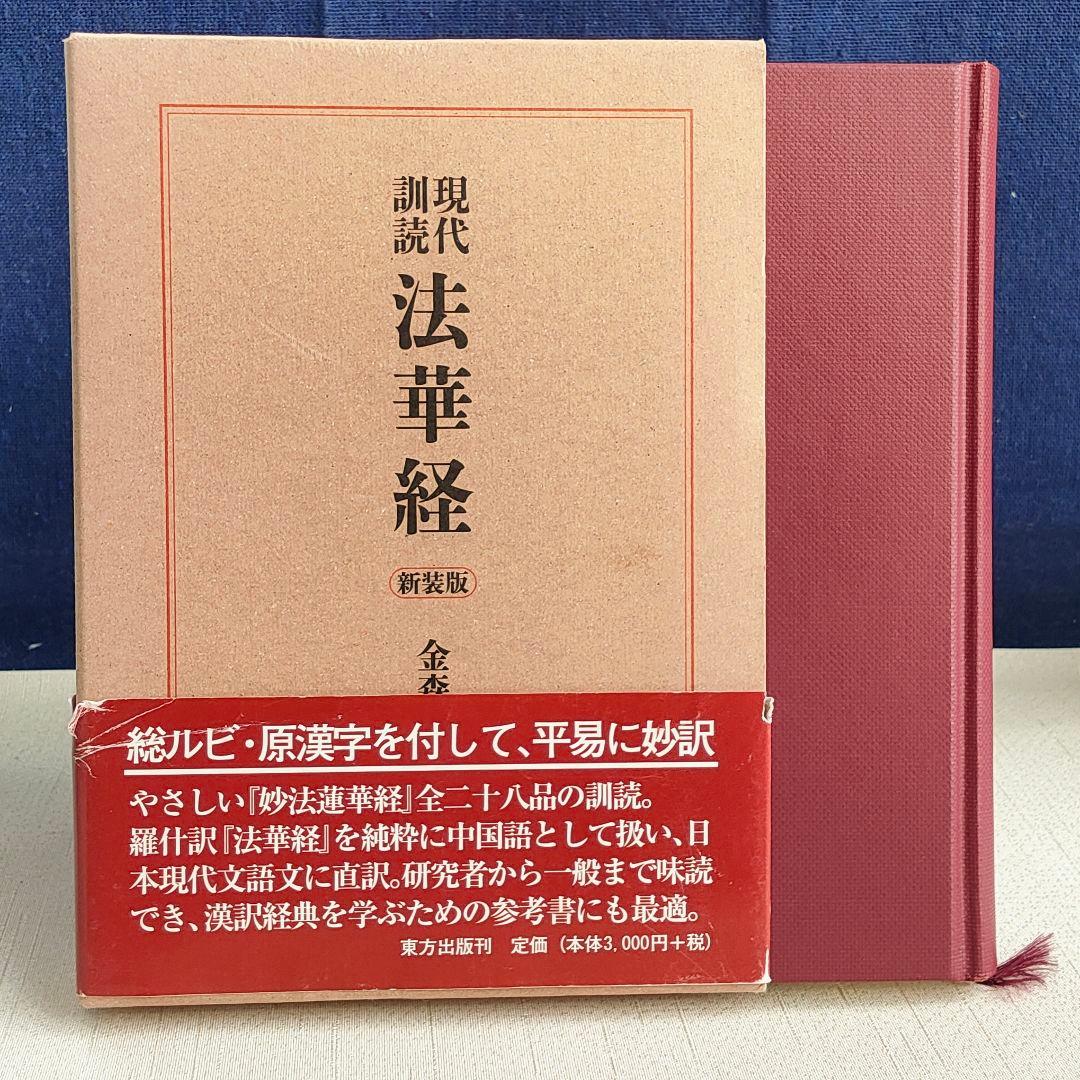 現代
訓読
法華経
新装版
金森
総ルビ・原漢字を付して、平易に妙訳
やさしい『妙法蓮華経』全二十八品の訓読。
羅什訳『法華経』を純粋に中国語として扱い、日
本現代文語文に直訳。研究者から一般まで味読
でき、漢訳経典を学ぶための参考書にも最適。
東方出版刊 定価 (本体3,000円+税)